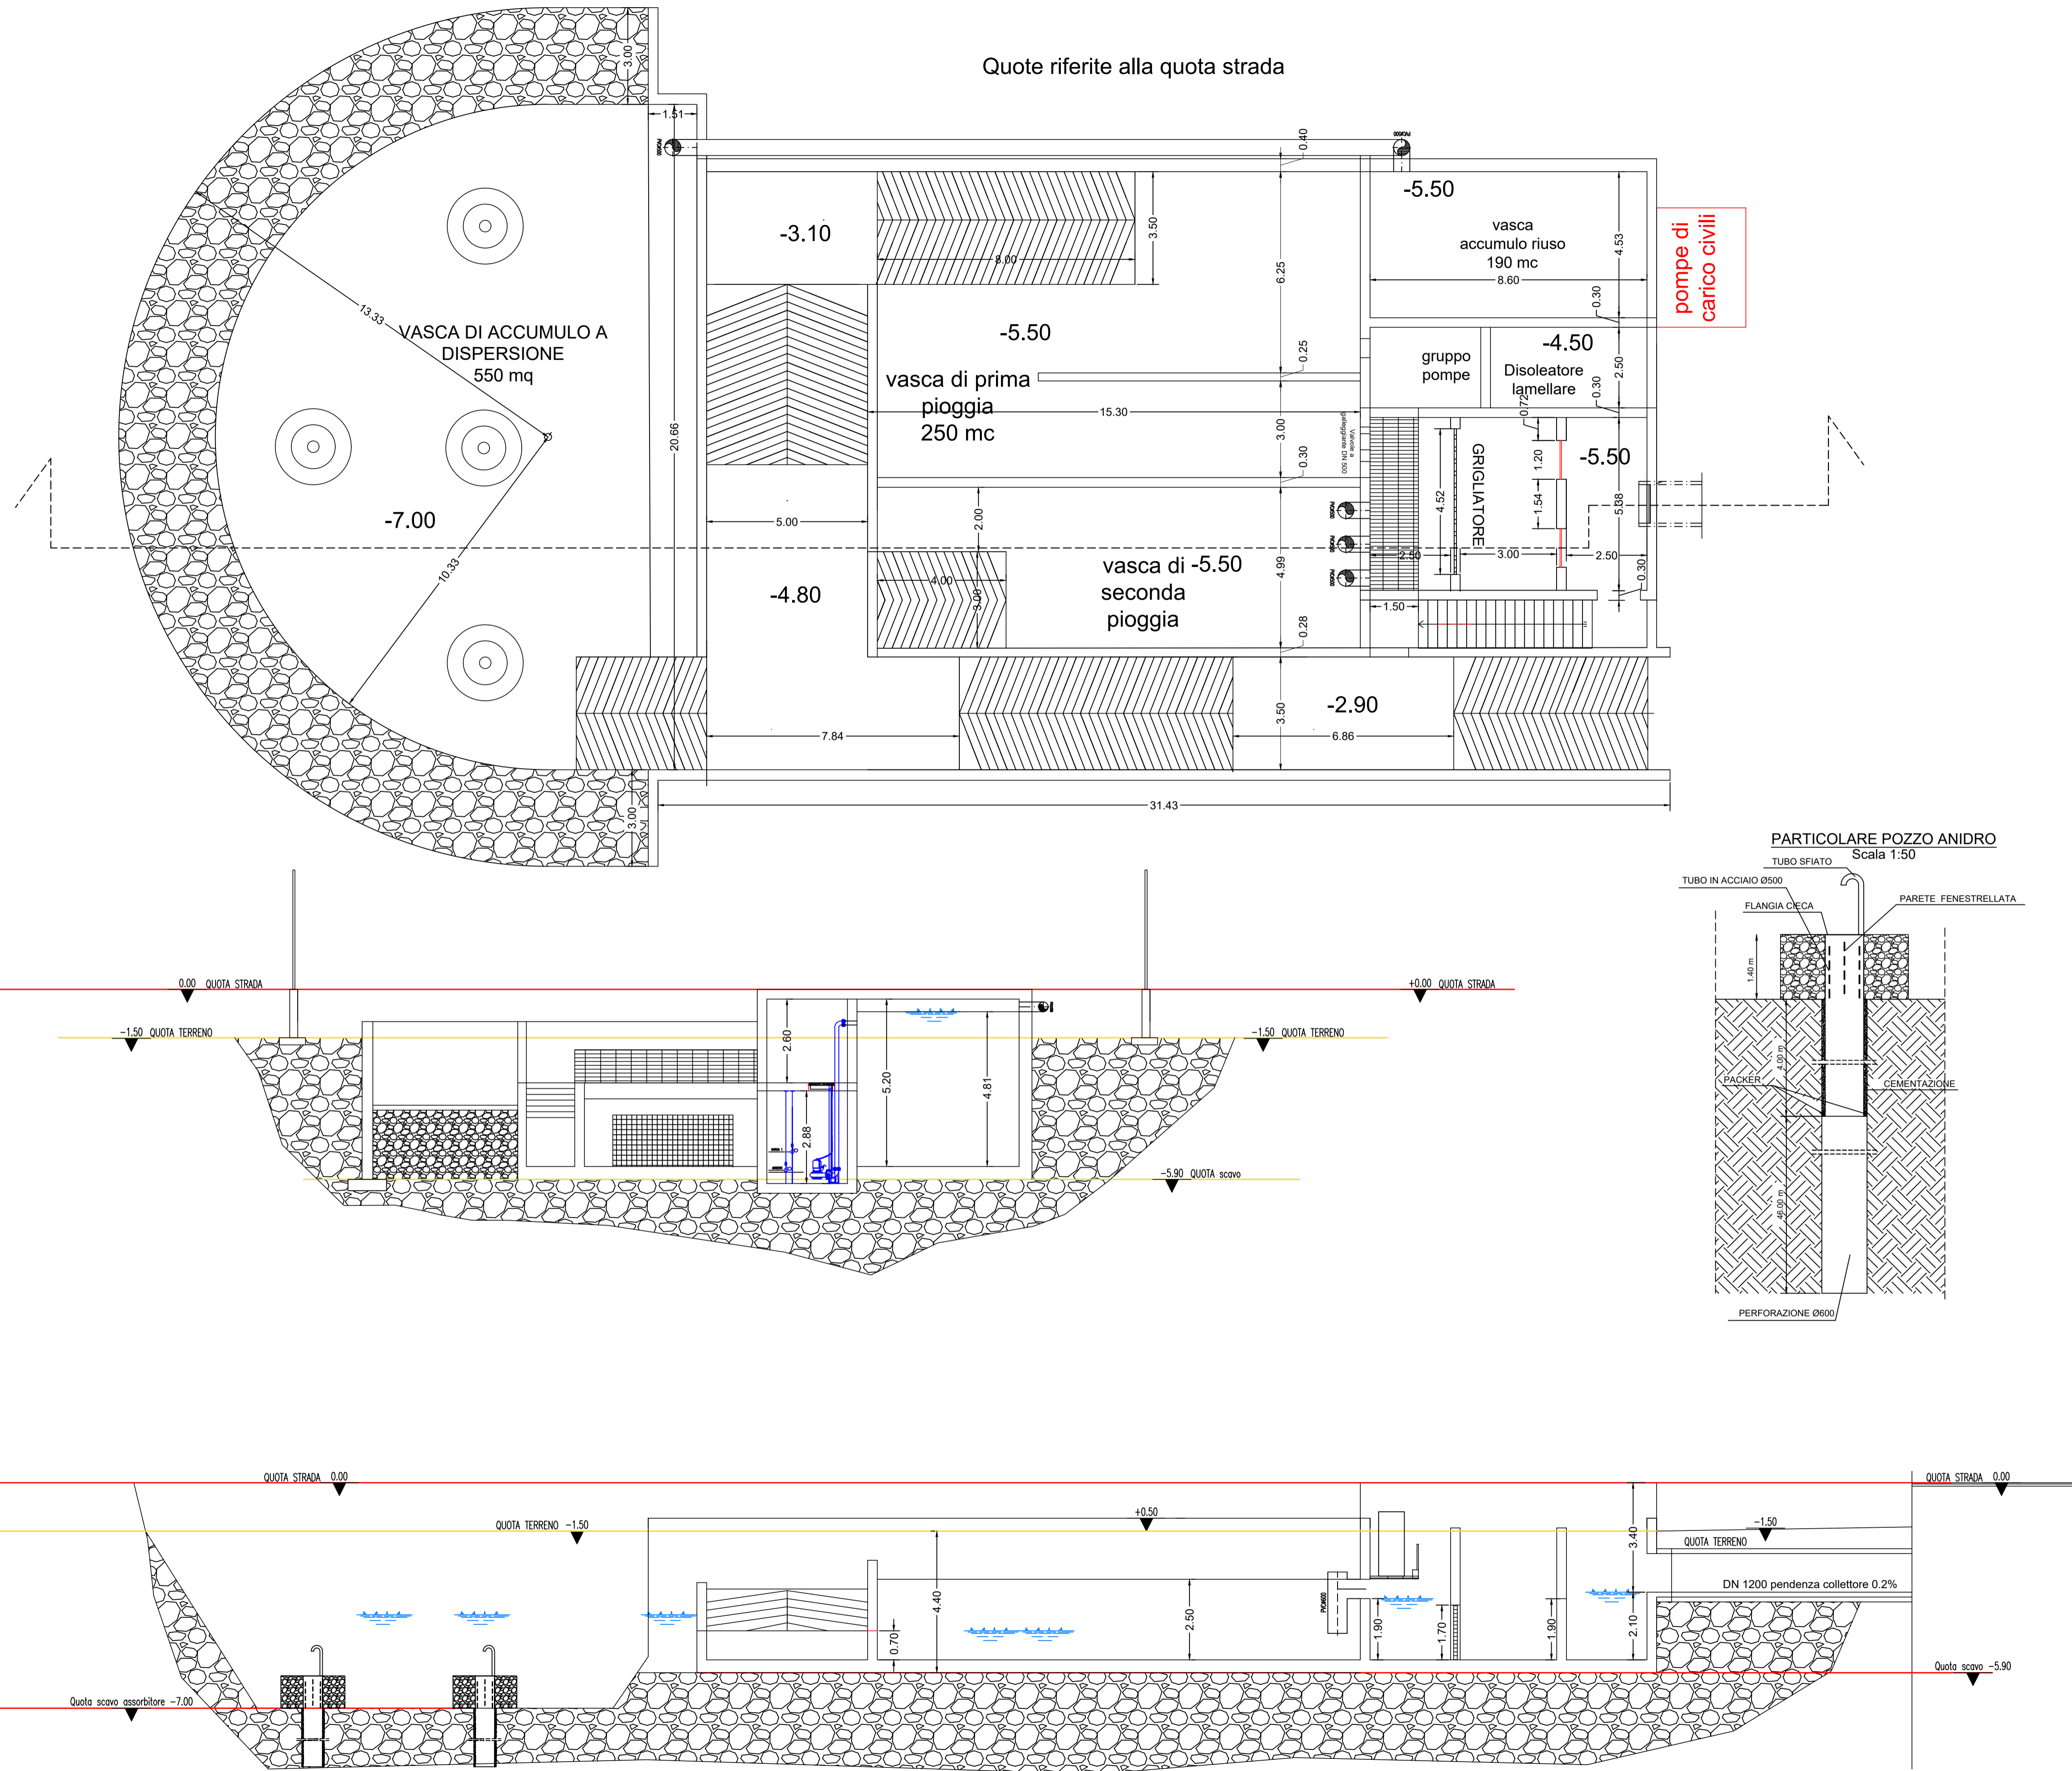 Quote riferite alla quota strada
3.00
1.51
0.40
-5.50
-3.10
3.50
8.00
6.25
vasca
accumulo riuso
190 mc
8.60
4.53
pompe di
carico civili
0.30
13.33
VASCA DI ACCUMULO A
DISPERSIONE
550 mq
-5.50
0.25
gruppo
pompe
-4.50
Disoleatore
lamellare
2.50
0.30
vasca di prima
pioggia
250 mc
15.30
3.00
Valvole a
galleggiante DN 500
0.72
20.66
0.30
4.52
GRIGLIATORE
1.20
-5.50
1.54
5.38
-7.00
5.00
2.00
2.50
3.00
2.50
10.33
-4.80
4.00
3.00
vasca di -5.50
seconda
pioggia
4.99
0.30
1.50
0.28
7.84
3.50
-2.90
6.86
3.00
31.43
PARTICOLARE POZZO ANIDRO
Scala 1:50
TUBO SFIATO
TUBO IN ACCIAIO Ø500
PARETE FENESTRELLATA
FLANGIA CIECA
1.40 m
4.00 m
PACKER
CEMENTAZIONE
46.00 m
PERFORAZIONE Ø600
0.00 QUOTA STRADA
+0.00 QUOTA STRADA
-1.50 QUOTA TERRENO
-1.50 QUOTA TERRENO
2.60
5.20
4.81
2.88
-5.90 QUOTA scavo
QUOTA STRADA 0.00
QUOTA STRADA 0.00
QUOTA TERRENO -1.50
+0.50
-1.50
QUOTA TERRENO
3.40
4.40
DN 1200 pendenza collettore 0.2%
2.50
0.70
1.90
1.70
1.90
2.10
Quota scavo -5.90
Quota scavo assorbitore -7.00